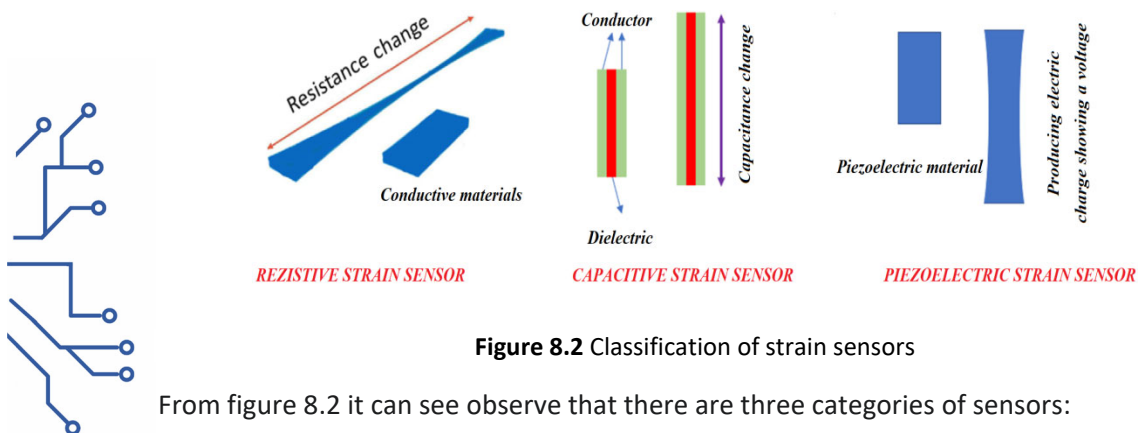 Resistance change
Conductive materials
REZISTIVE STRAIN SENSOR
Conductor
Capacitance change
Dielectric
CAPACITIVE STRAIN SENSOR
Piezoelectric material
Producing electric
charge showing a voltage
PIEZOELECTRIC STRAIN SENSOR
Figure 8.2 Classification of strain sensors
From figure 8.2 it can see observe that there are three categories of sensors: